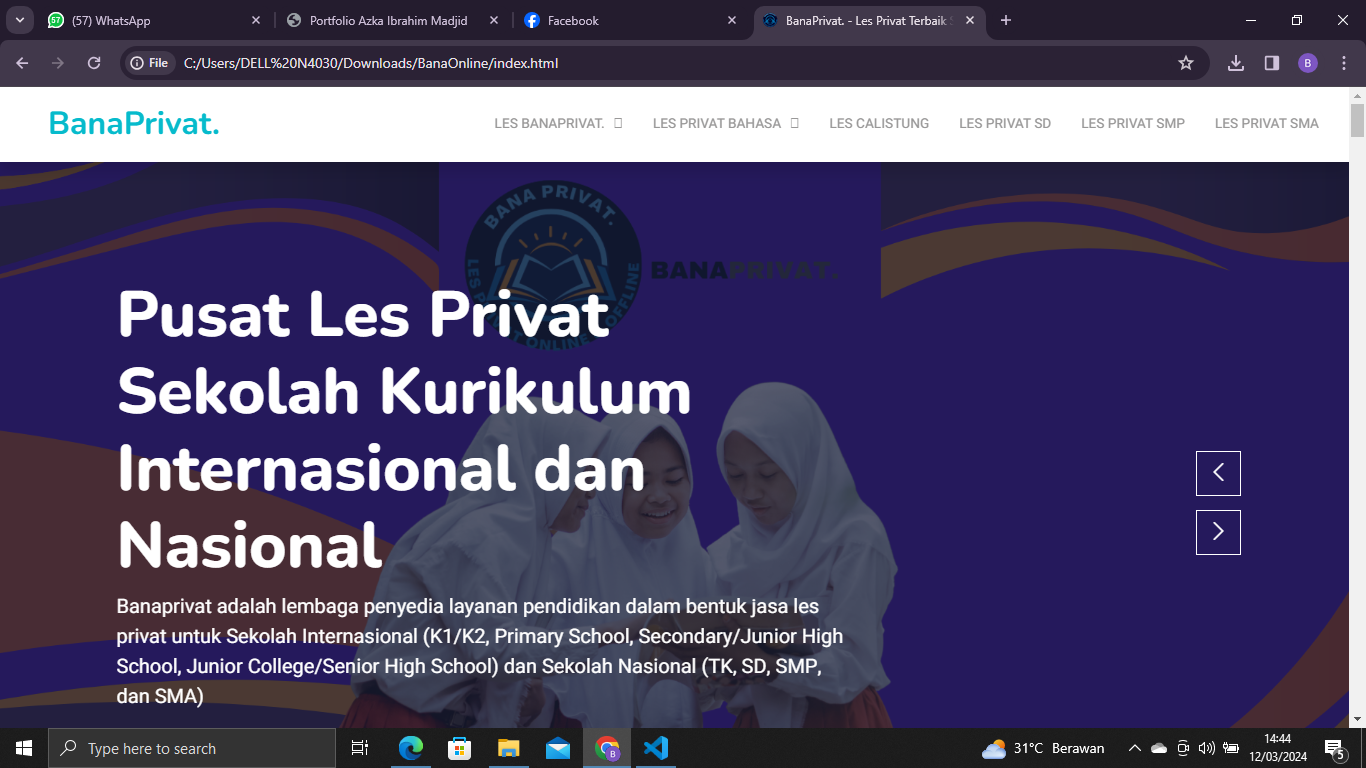 (57) WhatsApp
Portfolio Azka Ibrahim Madjid
Facebook
BanaPrivat. - Les Privat Terbaik
File
C:/Users/DELL%20N4030/Downloads/BanaOnline/index.html
B
BanaPrivat.
LES BANAPRIVAT.
LES PRIVAT BAHASA
LES CALISTUNG
LES PRIVAT SD
LES PRIVAT SMP
LES PRIVAT SMA
BANA PRIVAT.
BANAPRIVAT.
Pusat Les Privat
Sekolah Kurikulum
Internasional dan
Nasional
Banaprivat adalah lembaga penyedia layanan pendidikan dalam bentuk jasa les
privat untuk Sekolah Internasional (K1/K2, Primary School, Secondary/Junior High
School, Junior College/Senior High School) dan Sekolah Nasional (TK, SD, SMP,
dan SMA)
Type here to search
31°C Berawan
14:44
12/03/2024
5